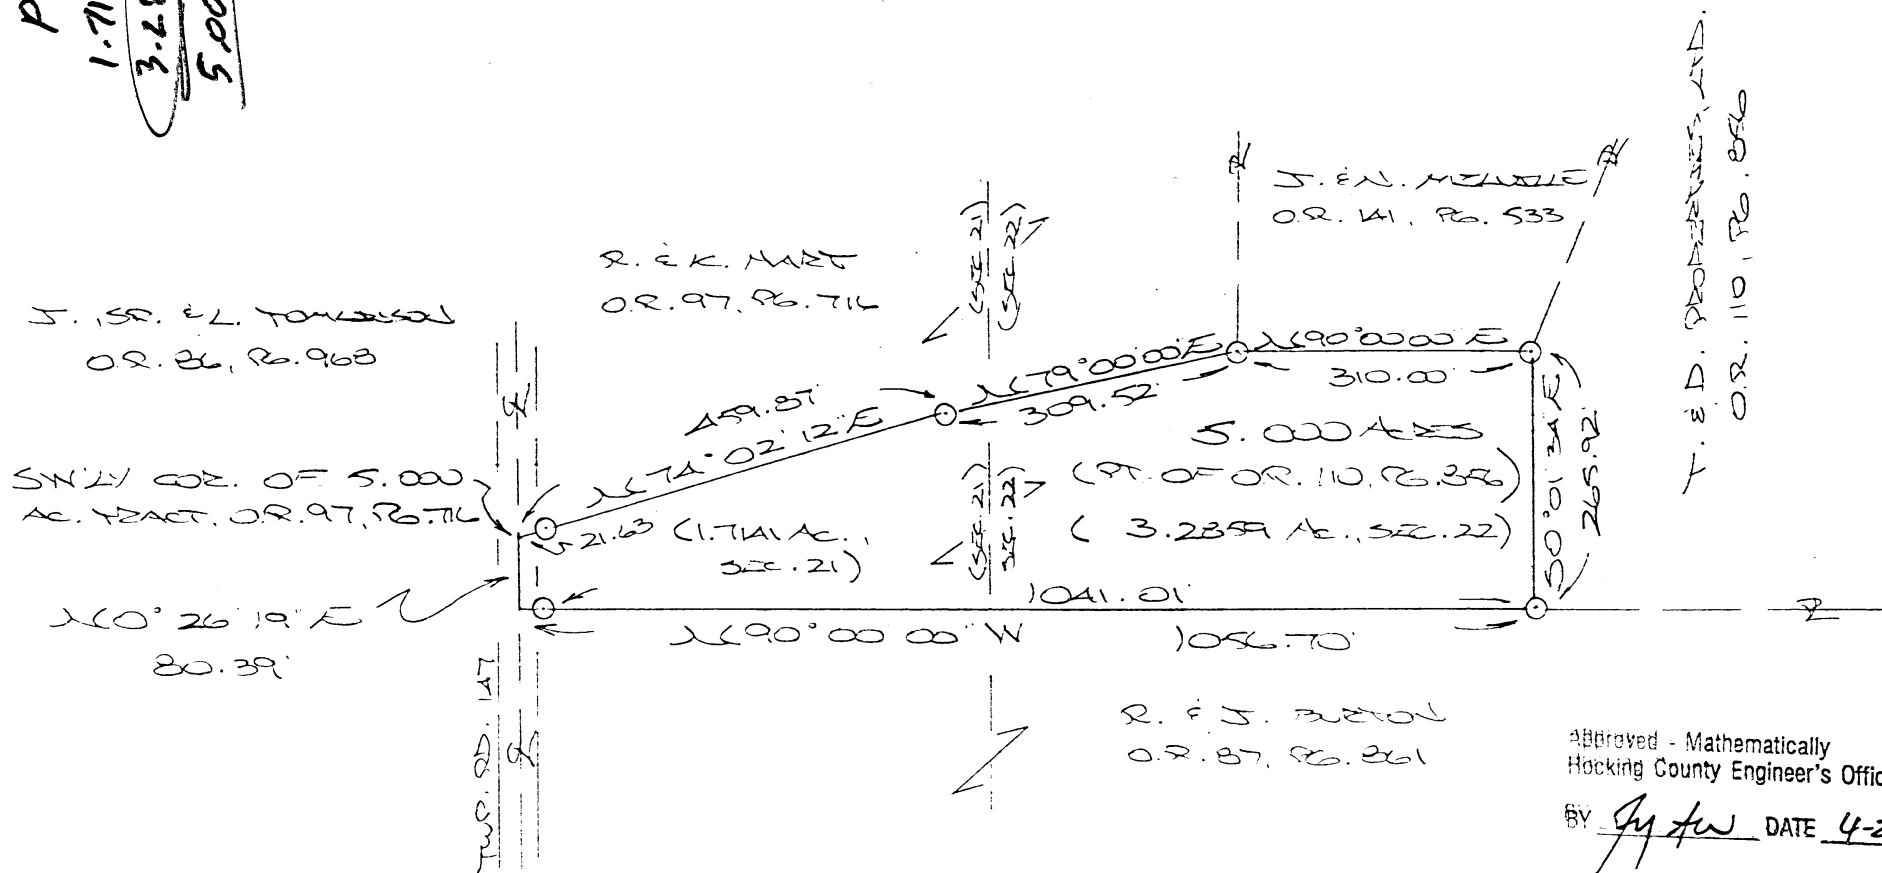 P
1.71
3.28
5.00
T. & D. PROPERTIES, LTD.
O.R. 110, PG. 856
J. & N.
O.R. 141, PG. 533
R. & K. HART
O.R. 97, PG. 716
(SEC. 21)
(SEC. 22)
J., SR. & L. TOMLINSON
O.R. 86, PG. 968
N 90°00'00" E
310.00'
N 79°00'00" E
309.52'
459.87'
N 74°02'12" E
5.000 ACRES
(PT. OF O.R. 110, PG. 856)
(3.2859 AC., SEC. 22)
S 0°01'34" E
265.92'
SW'LY COR. OF 5.000
AC. TRACT, O.R. 97, PG. 716
21.63'
(1.7141 AC.,
SEC. 21)
(SEC. 21)
(SEC. 22)
1041.01'
N 0°26'19" E
80.39'
N 90°00'00" W
1056.70'
TWP. RD. 147
R. & J. BURTON
O.R. 87, PG. 861
Approved - Mathematically
Hocking County Engineer's Offic
BY DATE 4-2